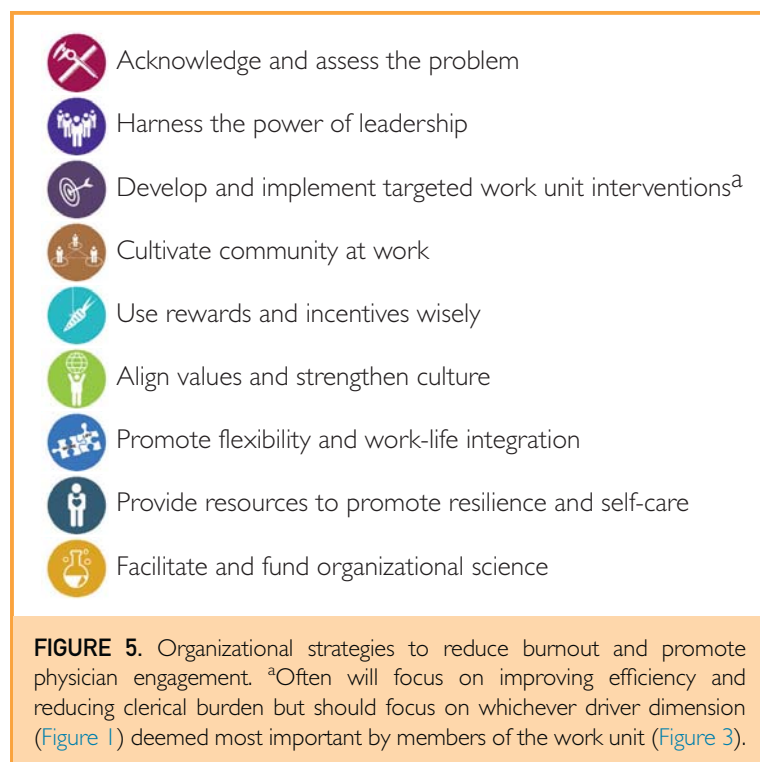 Acknowledge and assess the problem
Harness the power of leadership
Develop and implement targeted work unit interventionsᵃ
Cultivate community at work
Use rewards and incentives wisely
Align values and strengthen culture
Promote flexibility and work-life integration
Provide resources to promote resilience and self-care
Facilitate and fund organizational science
FIGURE 5. Organizational strategies to reduce burnout and promote
physician engagement. ᵃOften will focus on improving efficiency and
reducing clerical burden but should focus on whichever driver dimension
(Figure 1) deemed most important by members of the work unit (Figure 3).